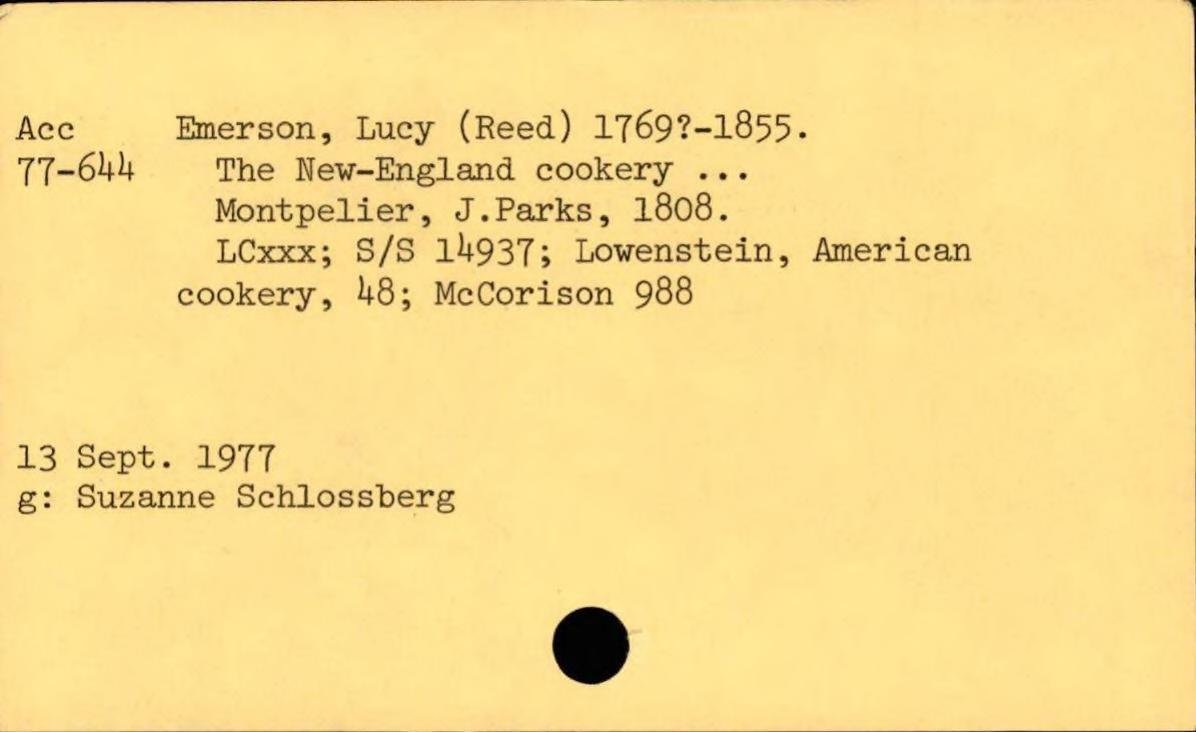 Acc Emerson, Lucy (Reed) 1769?-1855.
77-644 The New-England cookery ...
Montpelier, J.Parks, 1808.
LCxxx; S/S 14937; Lowenstein, American
cookery, 48; McCorison 988
13 Sept. 1977
g: Suzanne Schlossberg